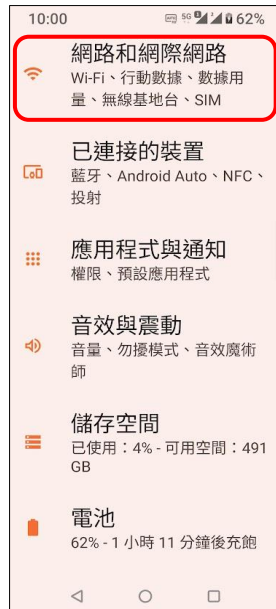 10:00 5G 62%
網路和網際網路
Wi-Fi、行動數據、數據用
量、無線基地台、SIM
已連接的裝置
藍牙、Android Auto、NFC、
投射
應用程式與通知
權限、預設應用程式
音效與震動
音量、勿擾模式、音效魔術
師
儲存空間
已使用：4% - 可用空間：491
GB
電池
62% - 1 小時 11 分鐘後充飽